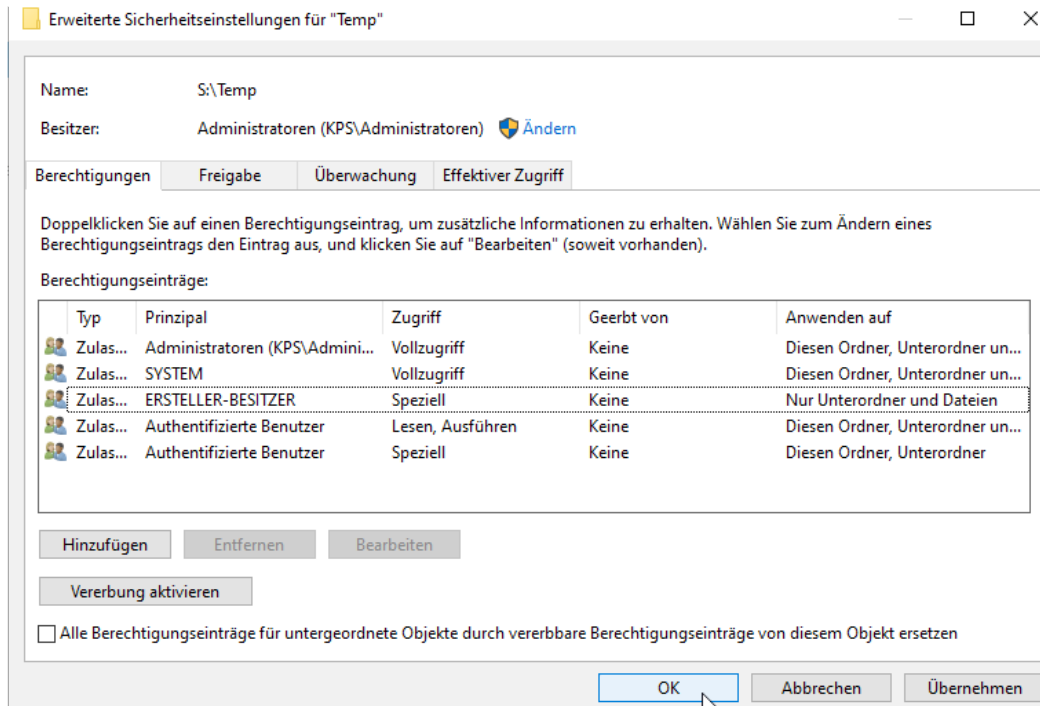 Erweiterte Sicherheitseinstellungen für "Temp"
Name: S:\Temp
Besitzer: Administratoren (KPS\Administratoren) Ändern
Berechtigungen Freigabe Überwachung Effektiver Zugriff
Doppelklicken Sie auf einen Berechtigungseintrag, um zusätzliche Informationen zu erhalten. Wählen Sie zum Ändern eines
Berechtigungseintrags den Eintrag aus, und klicken Sie auf "Bearbeiten" (soweit vorhanden).
Berechtigungseinträge:
Typ Prinzipal Zugriff Geerbt von Anwenden auf
Zulas... Administratoren (KPS\Admini... Vollzugriff Keine Diesen Ordner, Unterordner un...
Zulas... SYSTEM Vollzugriff Keine Diesen Ordner, Unterordner un...
Zulas... ERSTELLER-BESITZER Speziell Keine Nur Unterordner und Dateien
Zulas... Authentifizierte Benutzer Lesen, Ausführen Keine Diesen Ordner, Unterordner un...
Zulas... Authentifizierte Benutzer Speziell Keine Diesen Ordner, Unterordner
Hinzufügen Entfernen Bearbeiten
Vererbung aktivieren
Alle Berechtigungseinträge für untergeordnete Objekte durch vererbbare Berechtigungseinträge von diesem Objekt ersetzen
OK Abbrechen Übernehmen